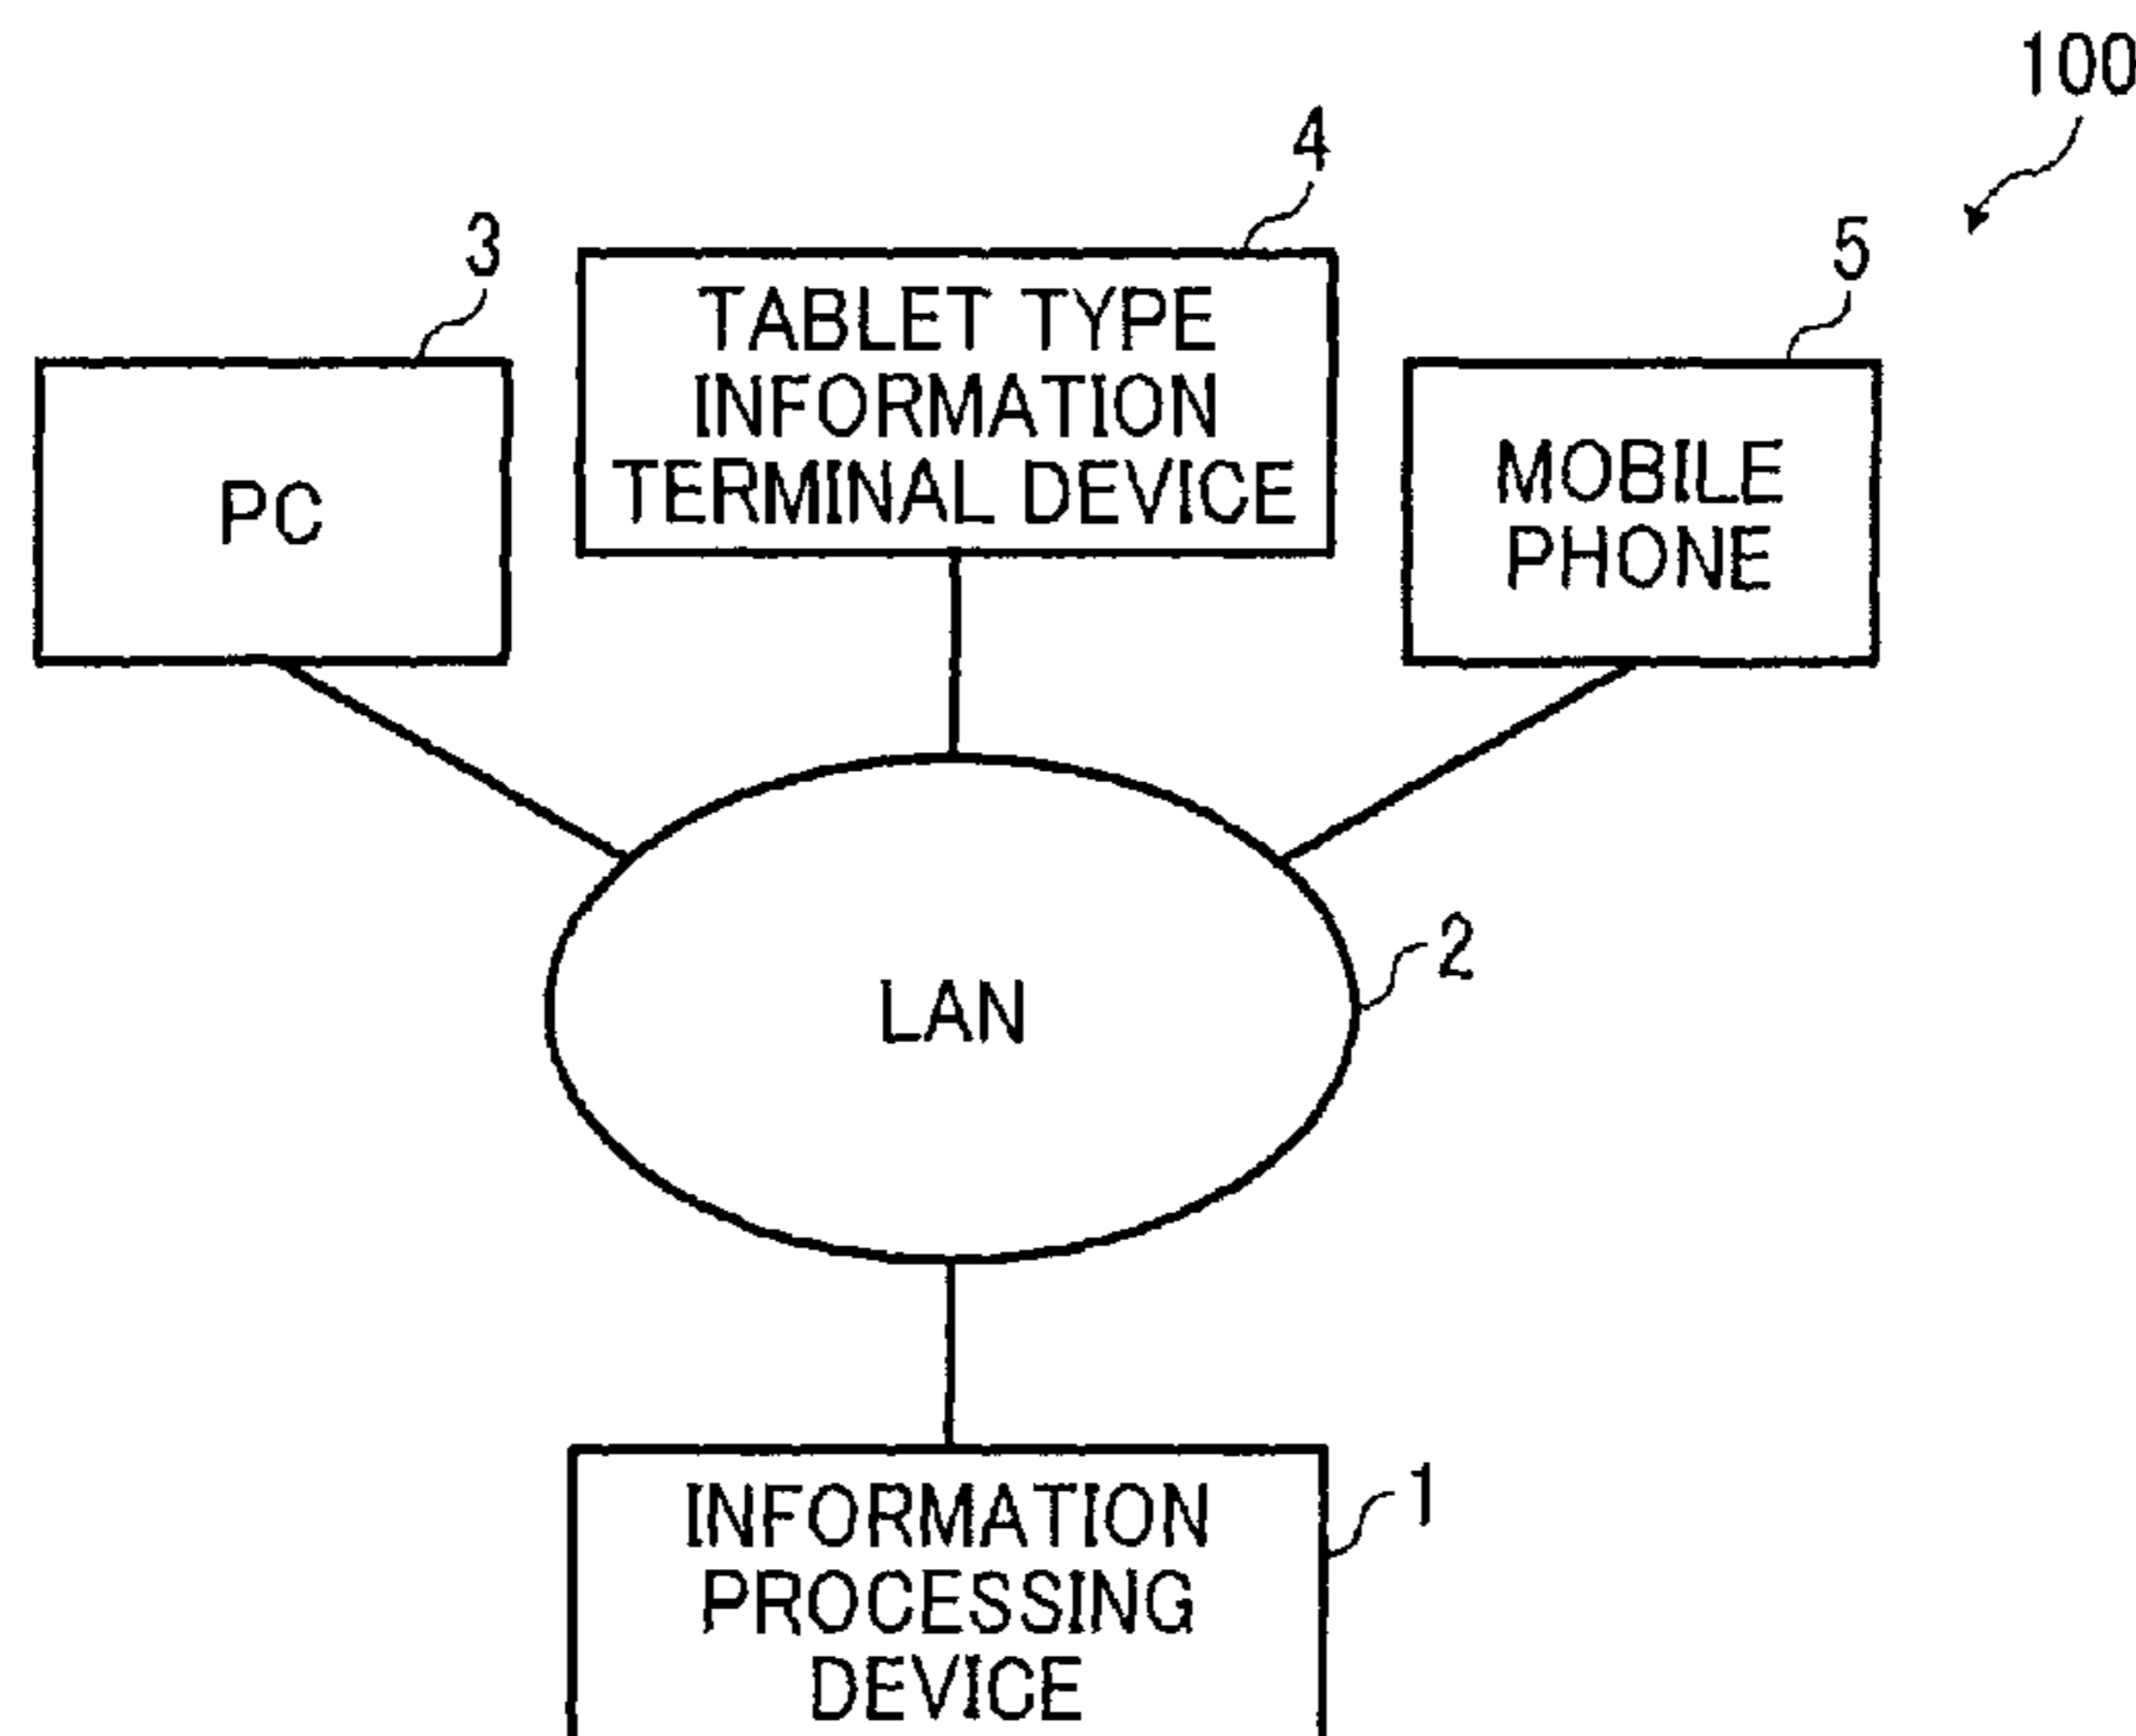 100
4
3
5
TABLET TYPE
INFORMATION
TERMINAL DEVICE
PC
MOBILE
PHONE
2
LAN
1
INFORMATION
PROCESSING
DEVICE